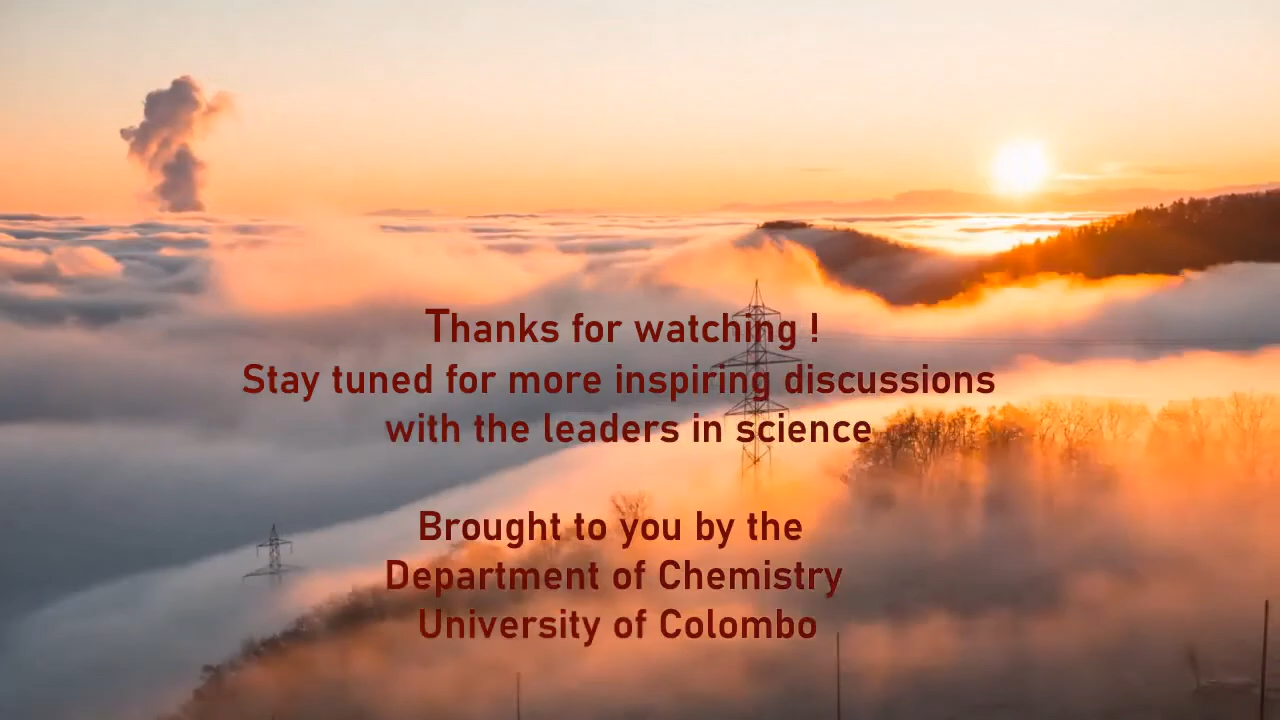 Thanks for watching !
Stay tuned for more inspiring discussions
with the leaders in science
Brought to you by the
Department of Chemistry
University of Colombo